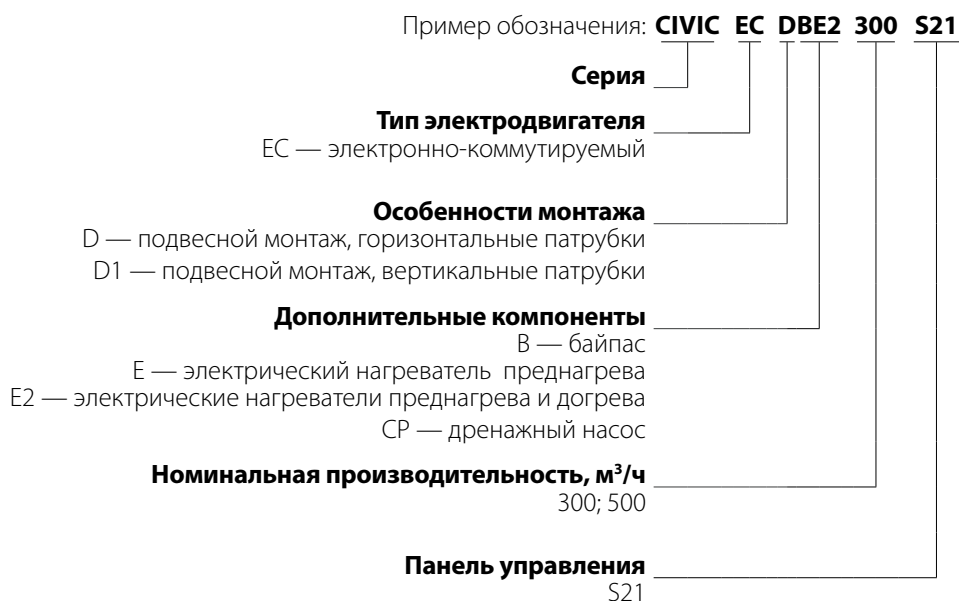 Пример обозначения: CIVIC EC DBE2 300 S21
Серия
Тип электродвигателя
EC — электронно-коммутируемый
Особенности монтажа
D — подвесной монтаж, горизонтальные патрубки
D1 — подвесной монтаж, вертикальные патрубки
Дополнительные компоненты
B — байпас
E — электрический нагреватель преднагрева
E2 — электрические нагреватели преднагрева и догрева
CP — дренажный насос
Номинальная производительность, м³/ч
300; 500
Панель управления
S21